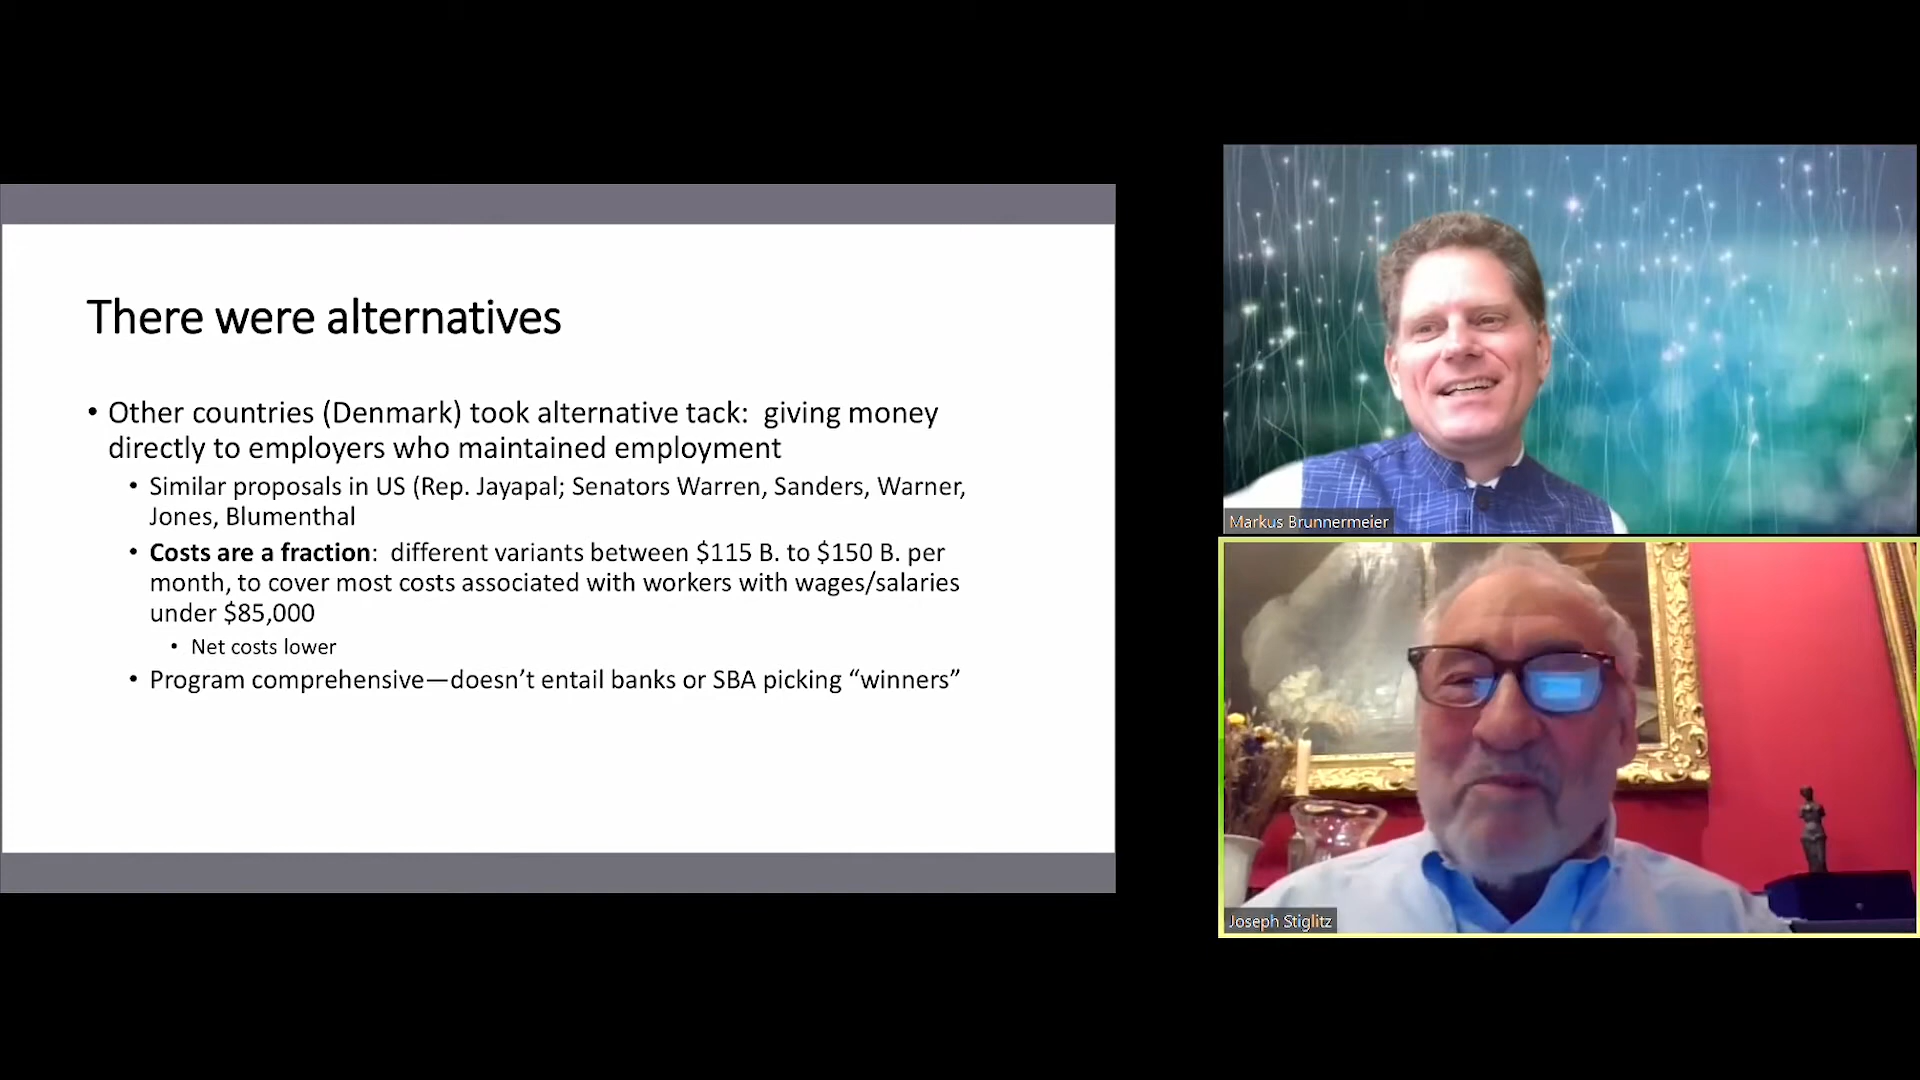 There were alternatives
• Other countries (Denmark) took alternative tack:  giving money
directly to employers who maintained employment
• Similar proposals in US (Rep. Jayapal; Senators Warren, Sanders, Warner,
Jones, Blumenthal
• Costs are a fraction:  different variants between $115 B. to $150 B. per
month, to cover most costs associated with workers with wages/salaries
under $85,000
• Net costs lower
• Program comprehensive—doesn’t entail banks or SBA picking “winners”
Markus Brunnermeier
Joseph Stiglitz